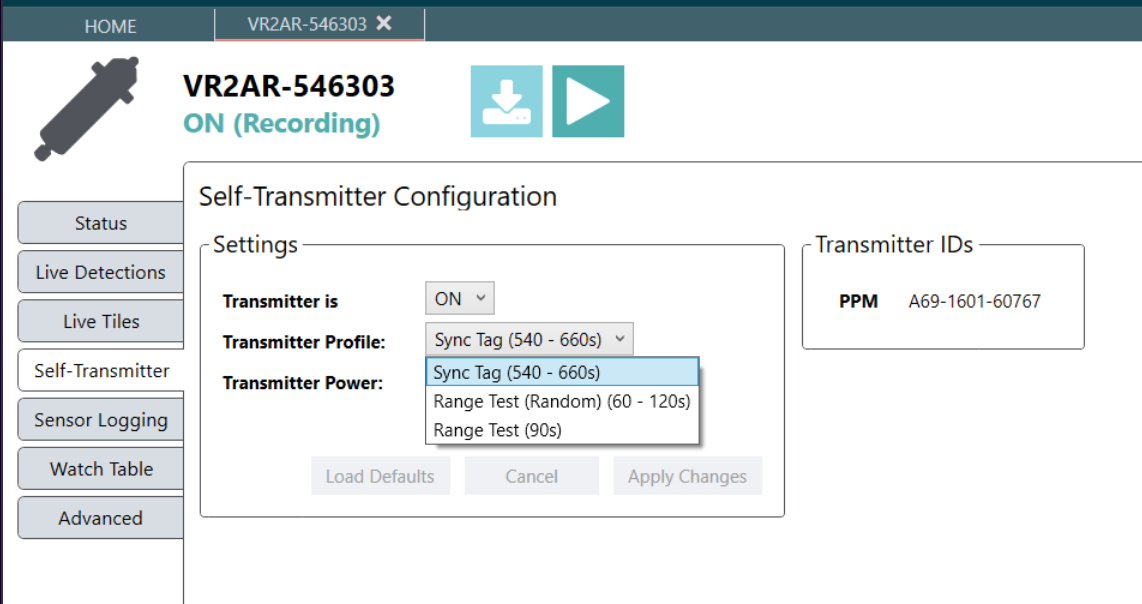 HOME
VR2AR-546303 ✕
VR2AR-546303
ON (Recording)
Status
Live Detections
Live Tiles
Self-Transmitter
Sensor Logging
Watch Table
Advanced
Self-Transmitter Configuration
Settings
Transmitter is ON
Transmitter Profile: Sync Tag (540 - 660s)
Sync Tag (540 - 660s)
Transmitter Power:
Range Test (Random) (60 - 120s)
Range Test (90s)
Load Defaults Cancel Apply Changes
Transmitter IDs
PPM A69-1601-60767